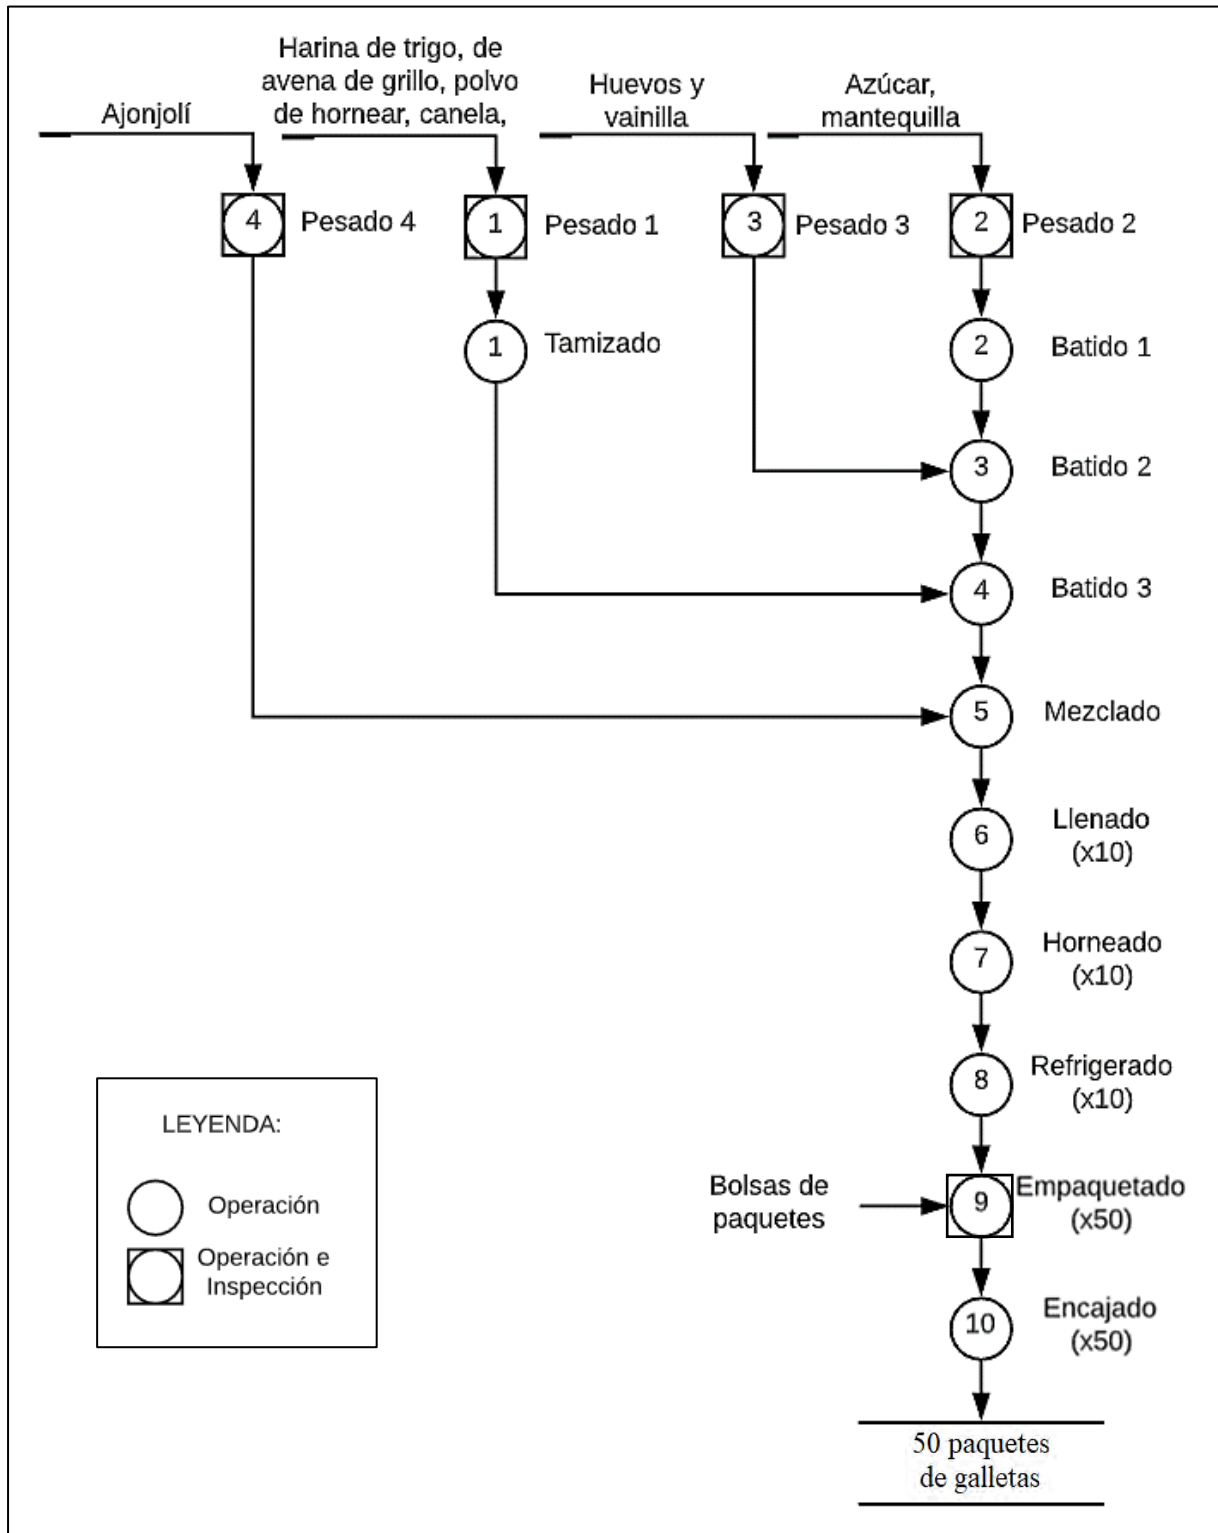 Ajonjolí
Harina de trigo, de
avena de grillo, polvo
de hornear, canela,
Huevos y
vainilla
Azúcar,
mantequilla
4
Pesado 4
1
Pesado 1
3
Pesado 3
2
Pesado 2
1
Tamizado
2
Batido 1
3
Batido 2
4
Batido 3
5
Mezclado
6
Llenado
(x10)
7
Horneado
(x10)
8
Refrigerado
(x10)
Bolsas de
paquetes
9
Empaquetado
(x50)
10
Encajado
(x50)
50 paquetes
de galletas
LEYENDA:
Operación
Operación e
Inspección